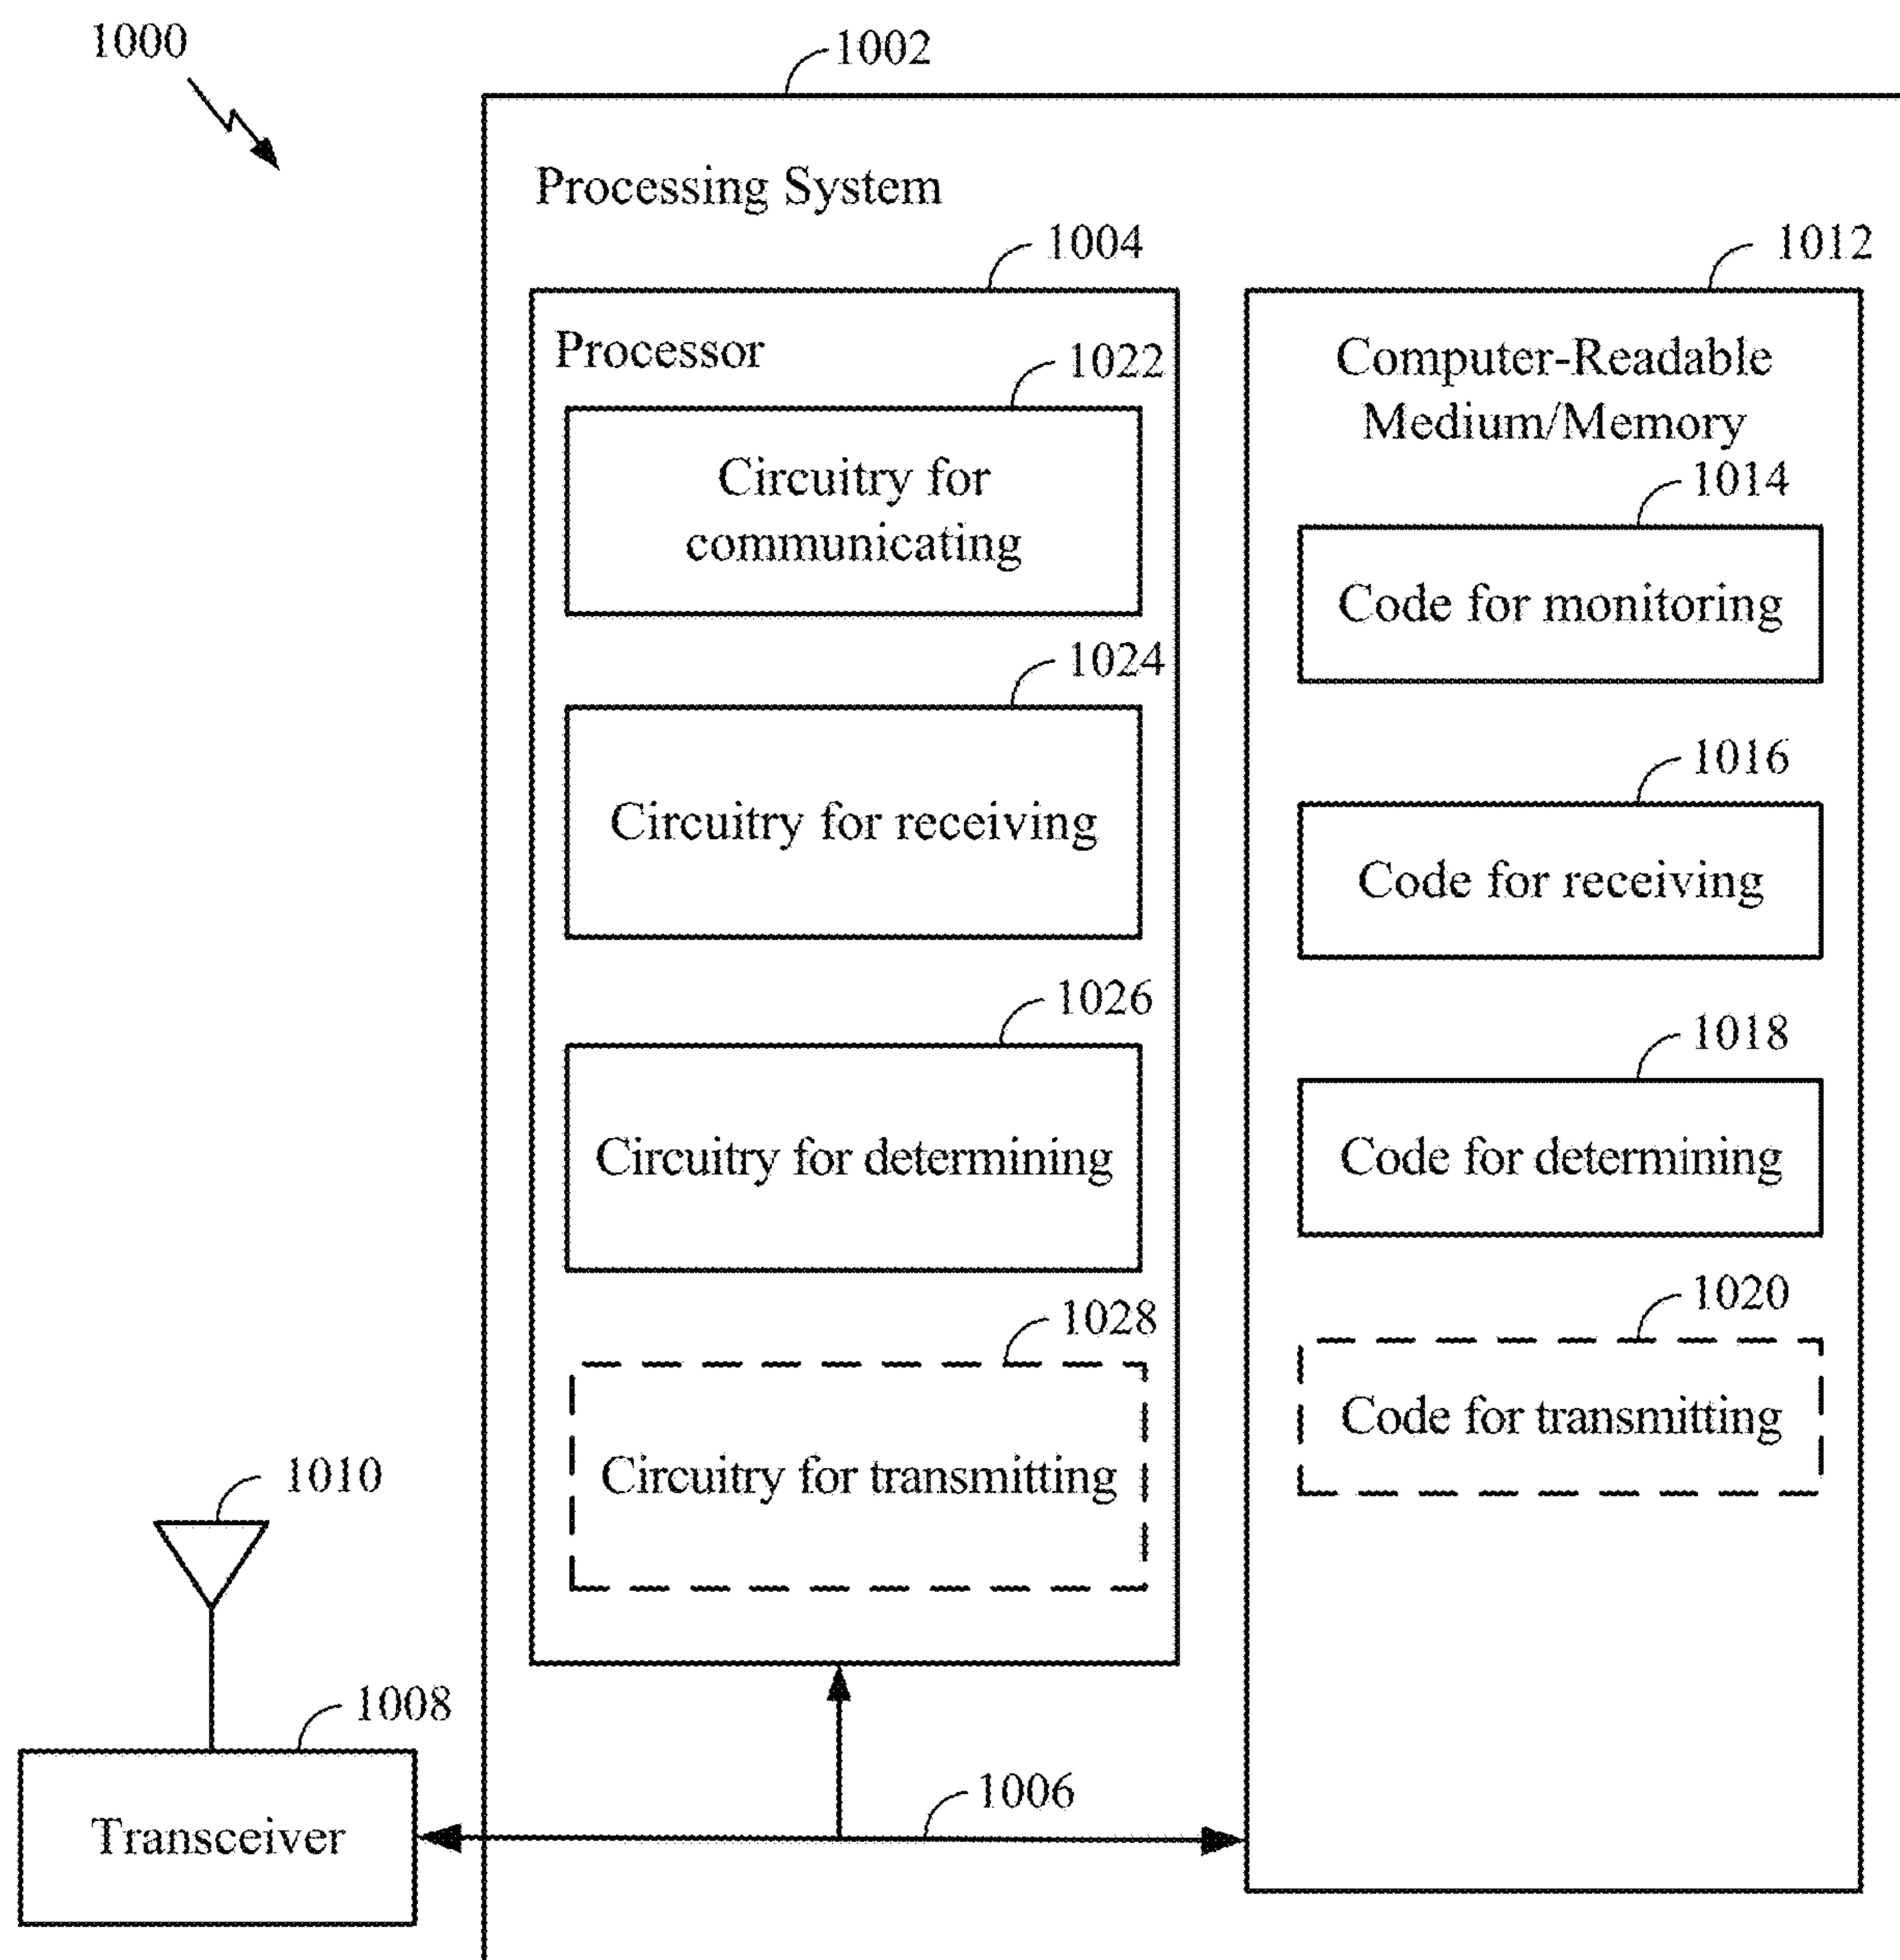 1000
1002
Processing System
1004
Processor
1022
Circuitry for
communicating
1024
Circuitry for receiving
1026
Circuitry for determining
1028
Circuitry for transmitting
1012
Computer-Readable
Medium/Memory
1014
Code for monitoring
1016
Code for receiving
1018
Code for determining
1020
Code for transmitting
1010
1008
Transceiver
1006